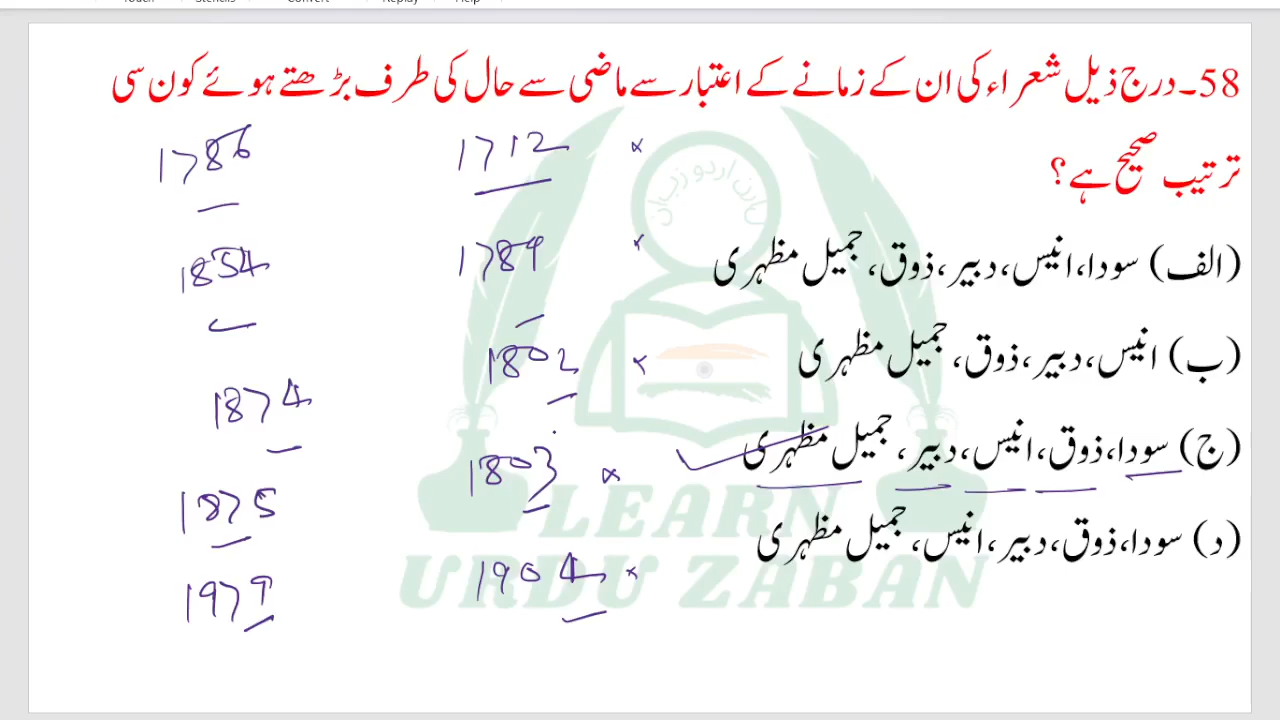 58۔درج ذیل شعراء کی ان کے زمانے کے اعتبار سے ماضی سے حال کی طرف بڑھتے ہوئے کون سی
ترتیب صحیح ہے؟
(الف) سودا،انیس،دبیر،ذوق،جمیل مظہری
(ب) انیس،دبیر،ذوق،جمیل مظہری
(ج) سودا،ذوق،انیس،دبیر،جمیل مظہری
(د) سودا،ذوق،دبیر،انیس،جمیل مظہری
1712 1786
1789 1854
1802 1874
1803 1875
1904 1979
لرن اردو زبان
LEARN
URDU ZABAN